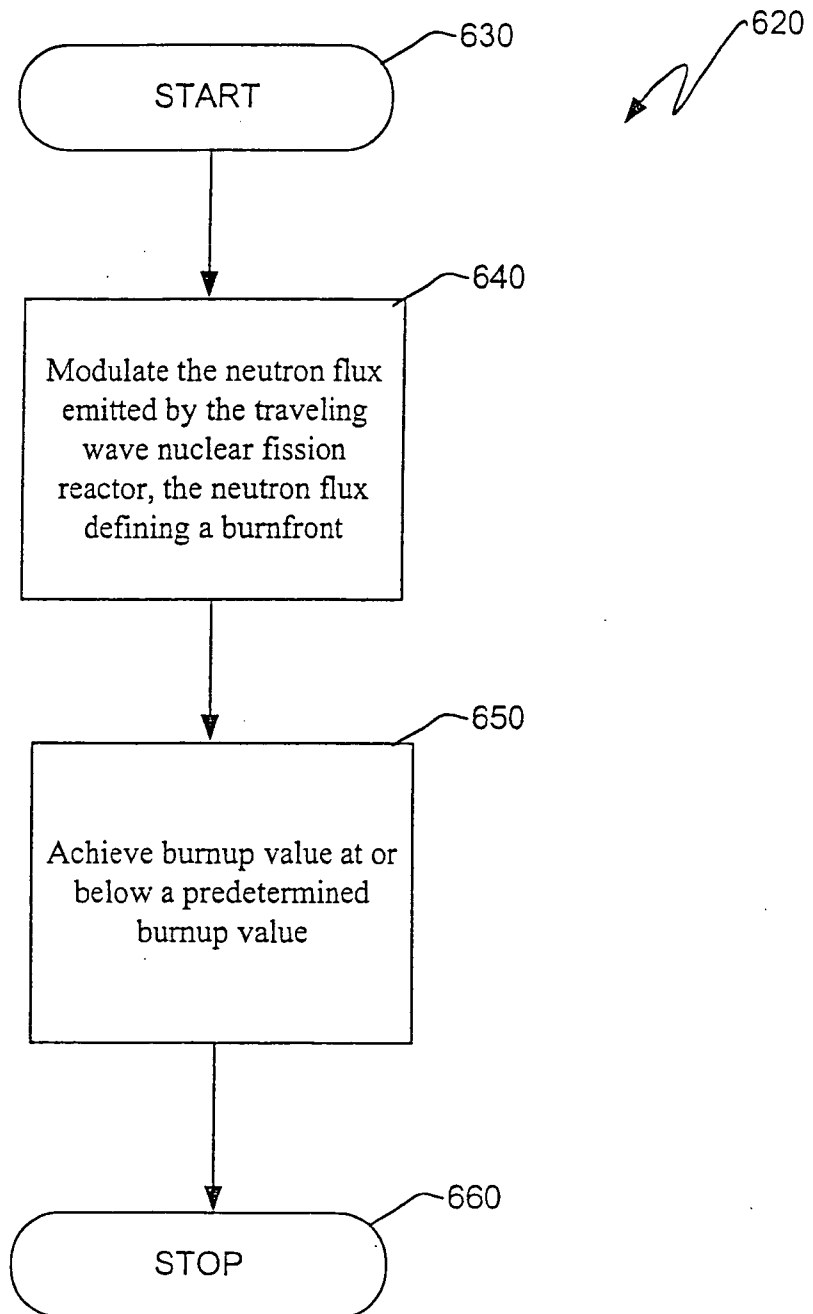 620
630
START
640
Modulate the neutron flux
emitted by the traveling
wave nuclear fission
reactor, the neutron flux
defining a burnfront
650
Achieve burnup value at or
below a predetermined
burnup value
660
STOP